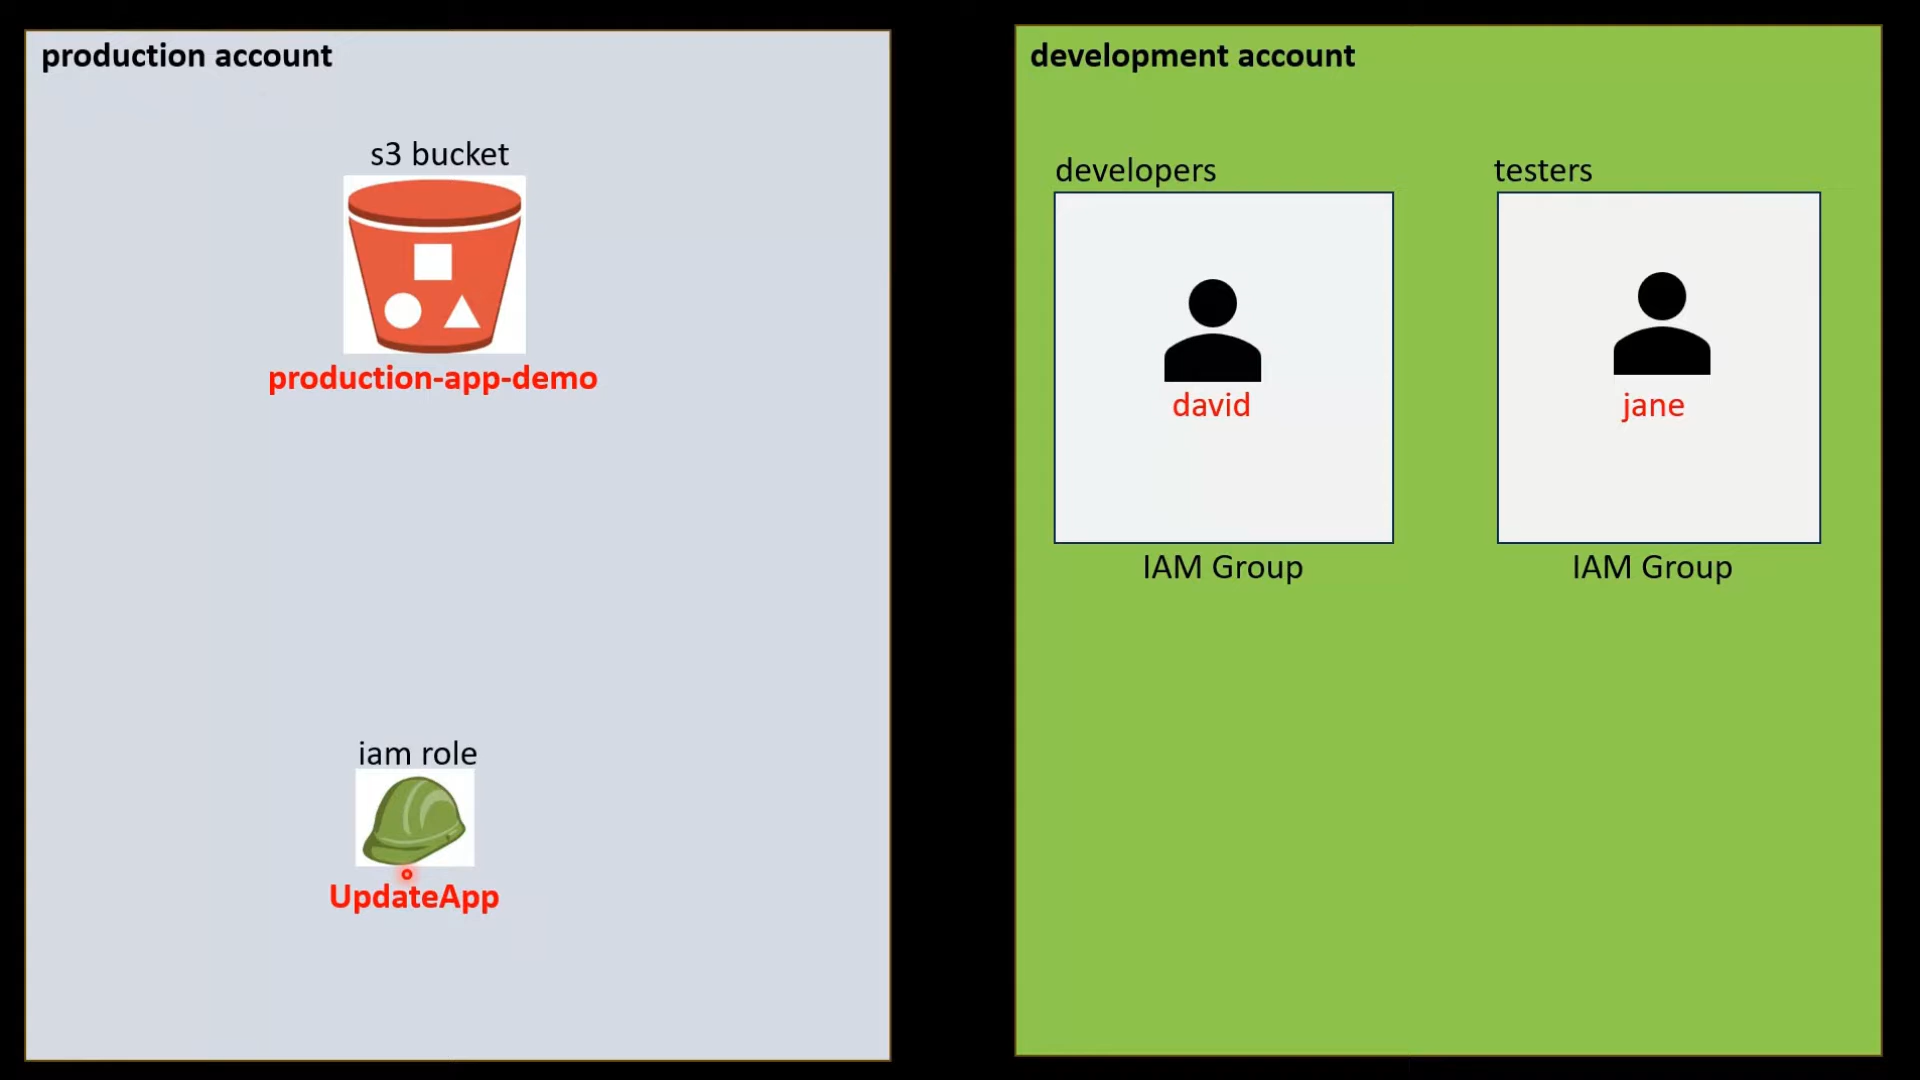 production account
s3 bucket
production-app-demo
iam role
UpdateApp
development account
developers
david
IAM Group
testers
jane
IAM Group